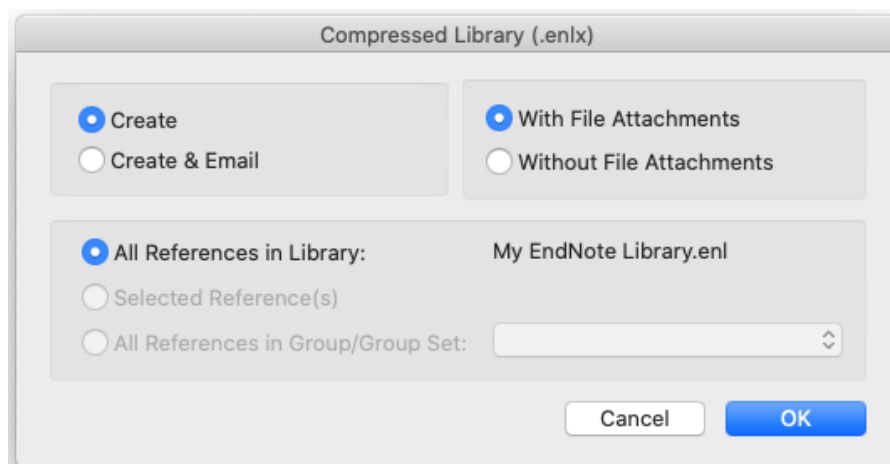 Compressed Library (.enlx)
Create
Create & Email
With File Attachments
Without File Attachments
All References in Library: My EndNote Library.enl
Selected Reference(s)
All References in Group/Group Set:
Cancel OK